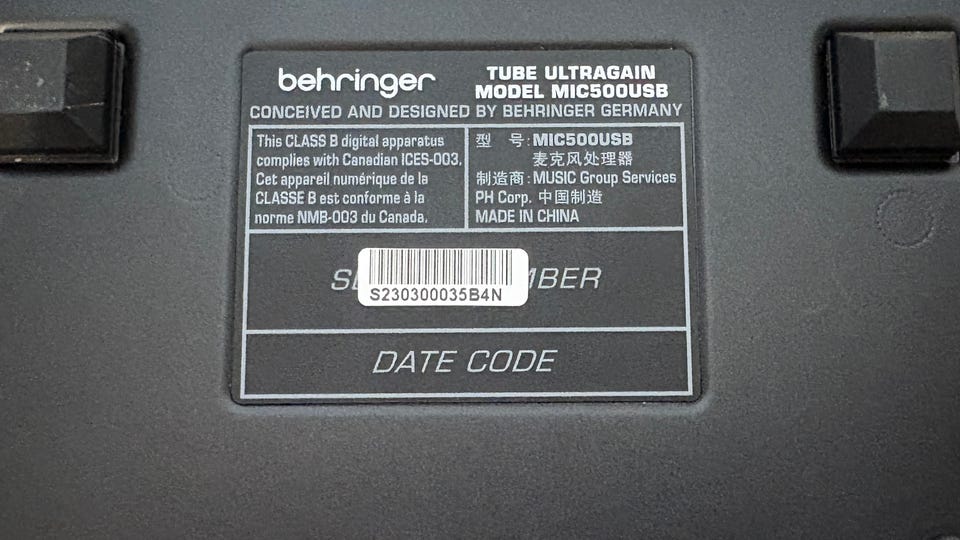 behringer
TUBE ULTRAGAIN
MODEL MIC500USB
CONCEIVED AND DESIGNED BY BEHRINGER GERMANY
This CLASS B digital apparatus
complies with Canadian ICES-003.
Cet appareil numérique de la
CLASSE B est conforme à la
norme NMB-003 du Canada.
型 号: MIC500USB
麦克风处理器
制造商: MUSIC Group Services
PH Corp. 中国制造
MADE IN CHINA
S230300035B4N
DATE CODE